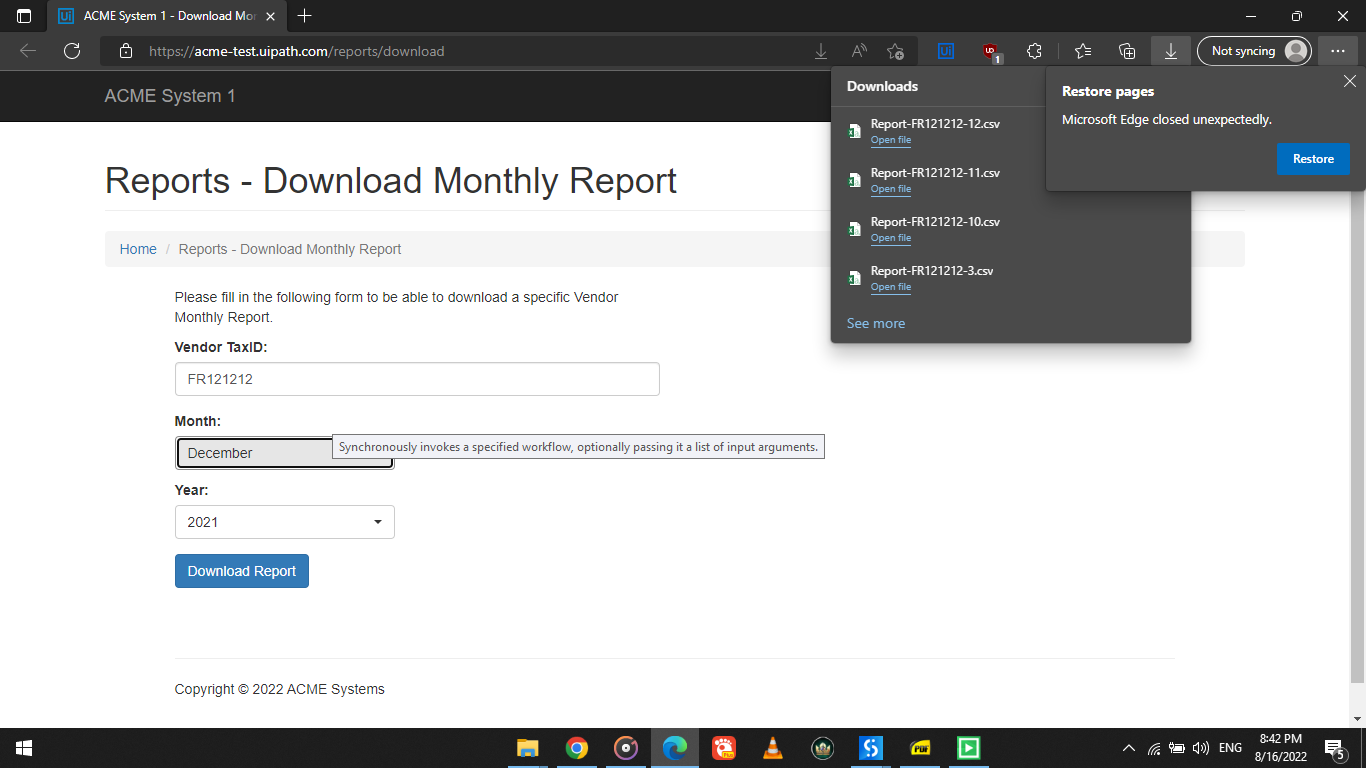 ACME System 1 - Download Mor
https://acme-test.uipath.com/reports/download
1
Not syncing
ACME System 1
Downloads
Report-FR121212-12.csv
Open file
Report-FR121212-11.csv
Open file
Report-FR121212-10.csv
Open file
Report-FR121212-3.csv
Open file
See more
Restore pages
Microsoft Edge closed unexpectedly.
Restore
Reports - Download Monthly Report
Home / Reports - Download Monthly Report
Please fill in the following form to be able to download a specific Vendor
Monthly Report.
Vendor TaxID:
FR121212
Month:
December
Synchronously invokes a specified workflow, optionally passing it a list of input arguments.
Year:
2021
Download Report
Copyright © 2022 ACME Systems
PDF
ENG
8:42 PM
8/16/2022
5